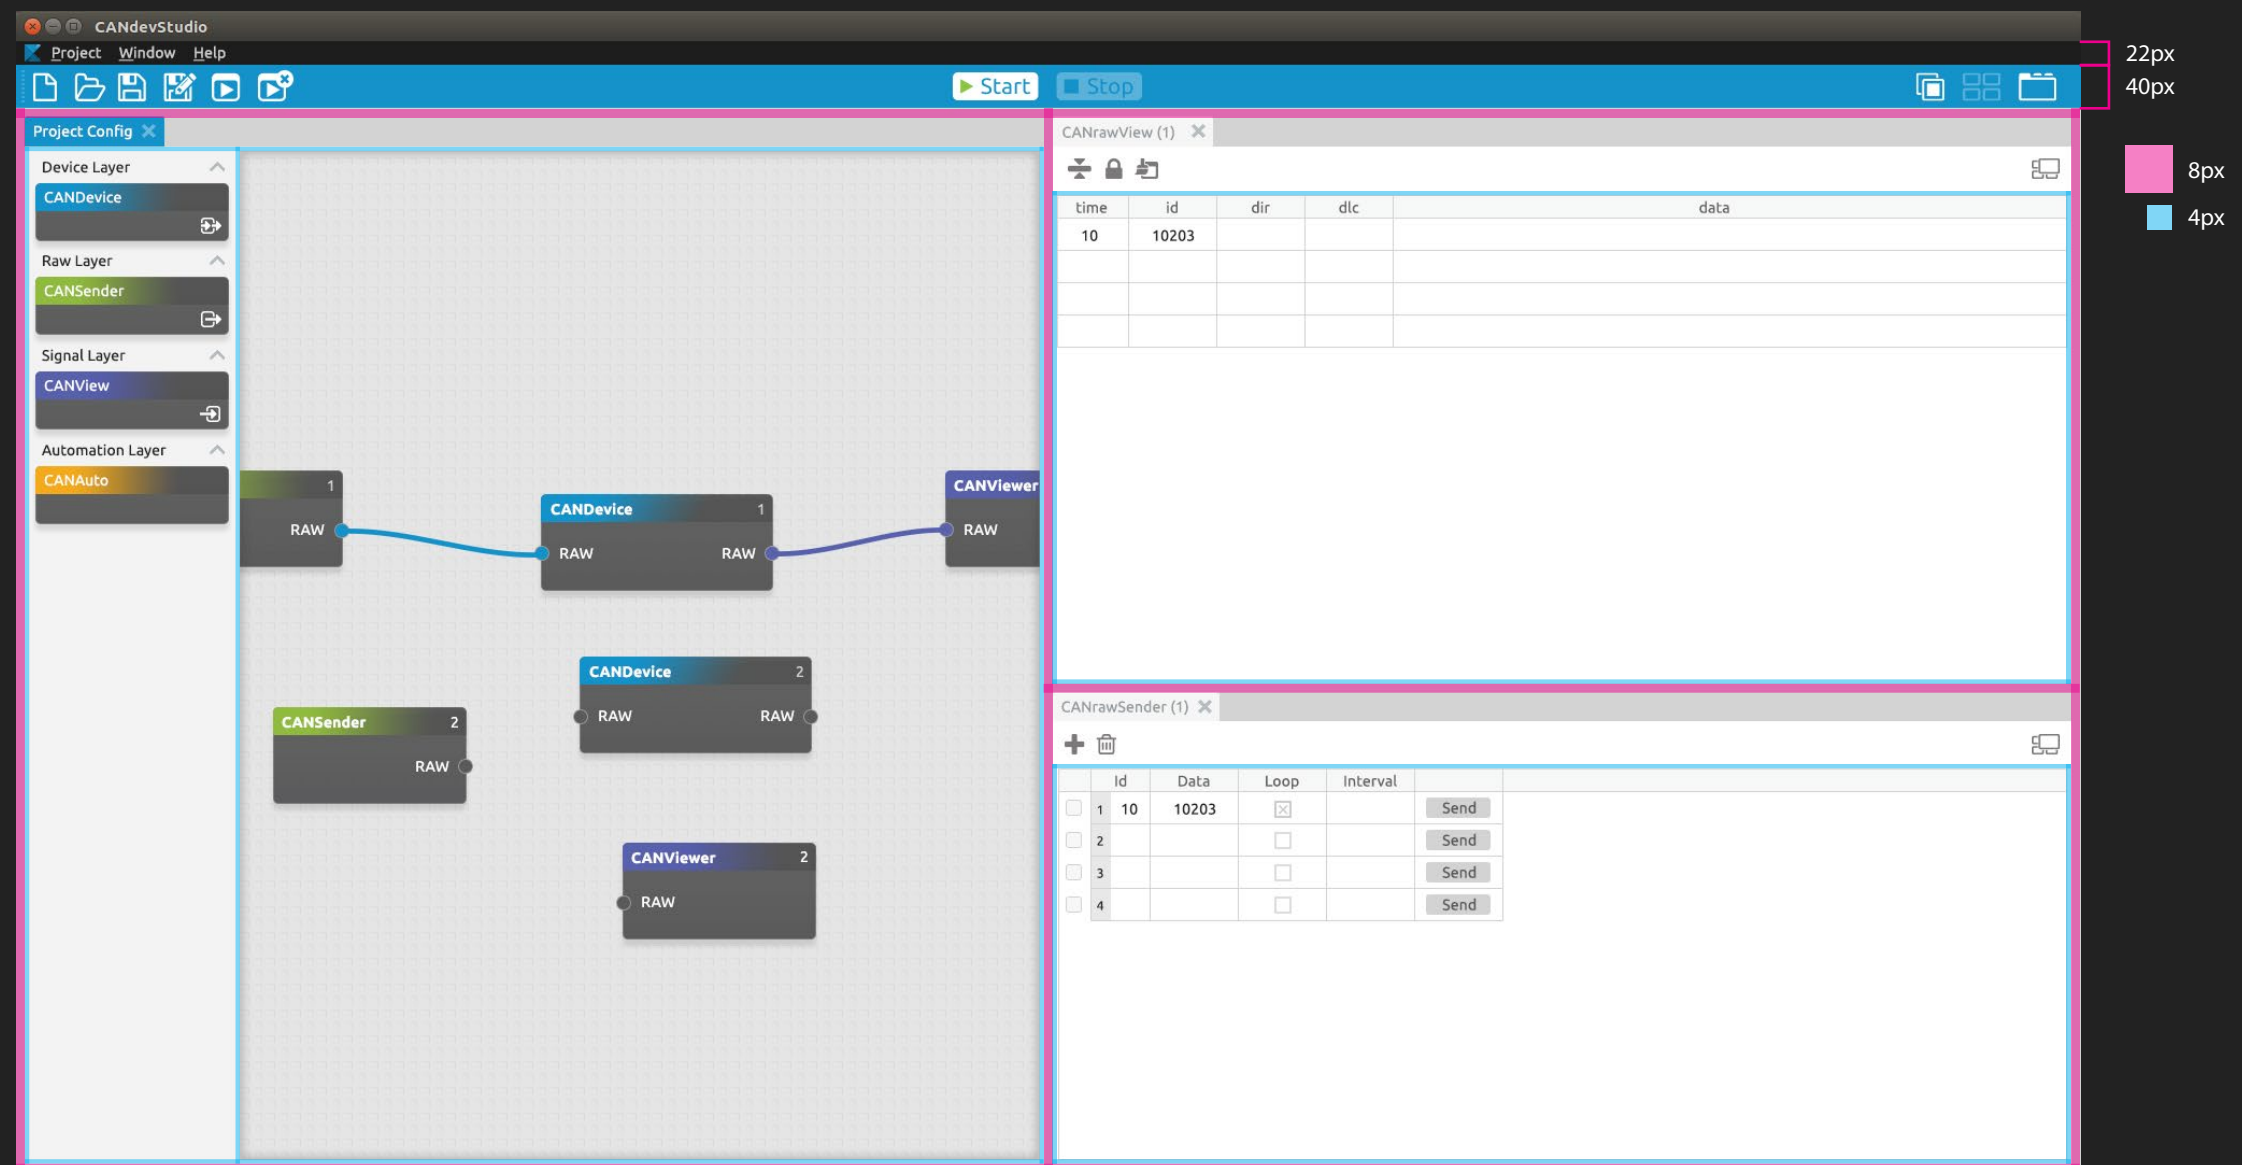 CANdevStudio
Project Window Help
22px
Start Stop
40px
Project Config
Device Layer
CANDevice
Raw Layer
CANSender
Signal Layer
CANView
Automation Layer
CANAuto
1
RAW
CANDevice 1
RAW RAW
CANViewer
RAW
CANDevice 2
RAW RAW
CANSender 2
RAW
CANViewer 2
RAW
CANrawView (1)
time id dir dlc data
10 10203
CANrawSender (1)
Id Data Loop Interval
1 10 10203 Send
2 Send
3 Send
4 Send
8px
4px